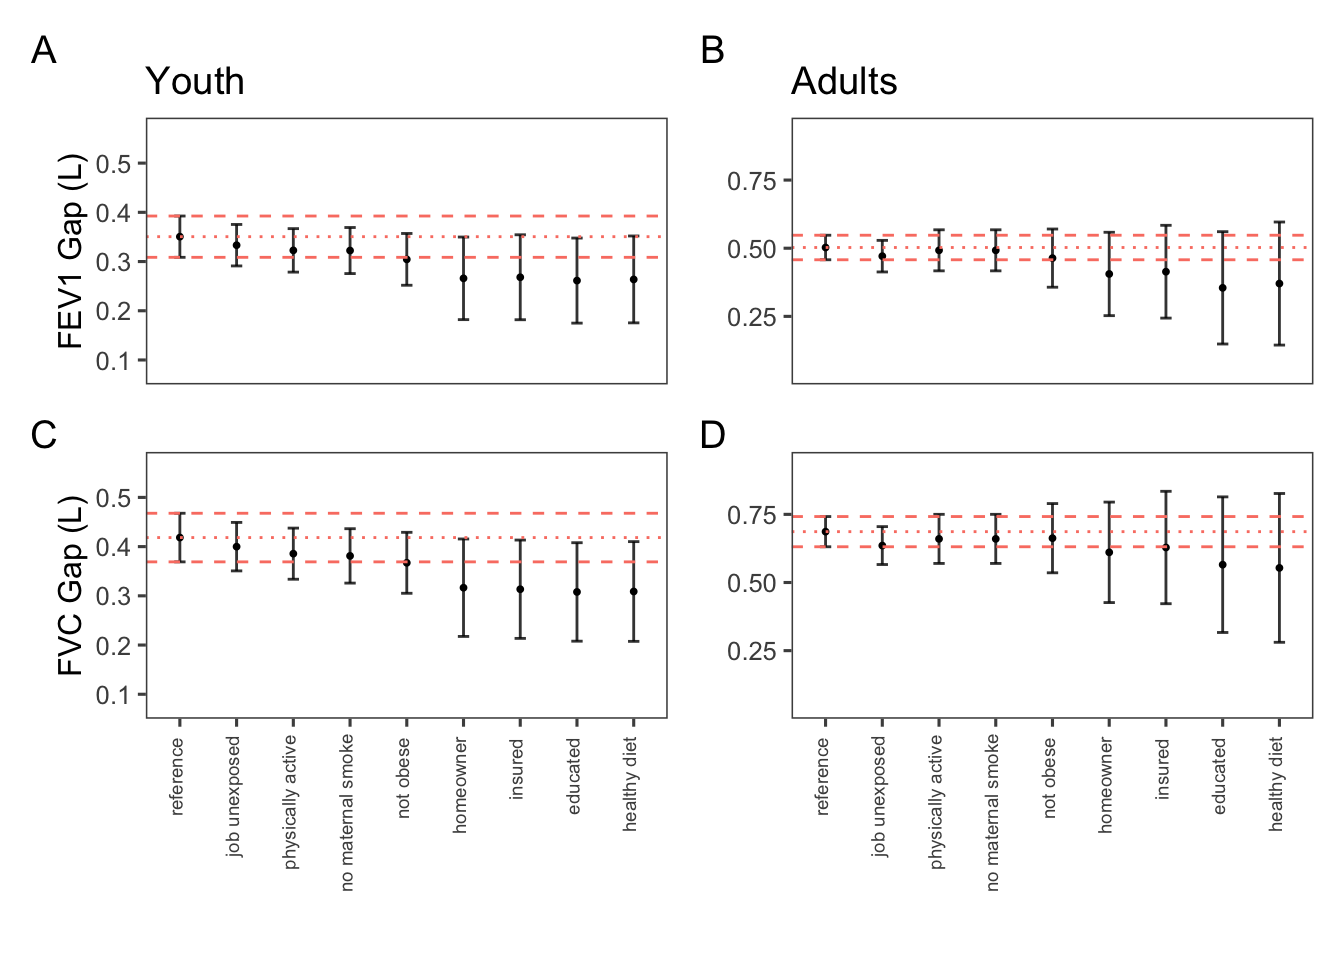 A
Youth
FEV1 Gap (L)
0.5
0.4
0.3
0.2
0.1
B
Adults
0.75
0.50
0.25
C
FVC Gap (L)
0.5
0.4
0.3
0.2
0.1
reference
job unexposed
physically active
no maternal smoke
not obese
homeowner
insured
educated
healthy diet
D
0.75
0.50
0.25
reference
job unexposed
physically active
no maternal smoke
not obese
homeowner
insured
educated
healthy diet